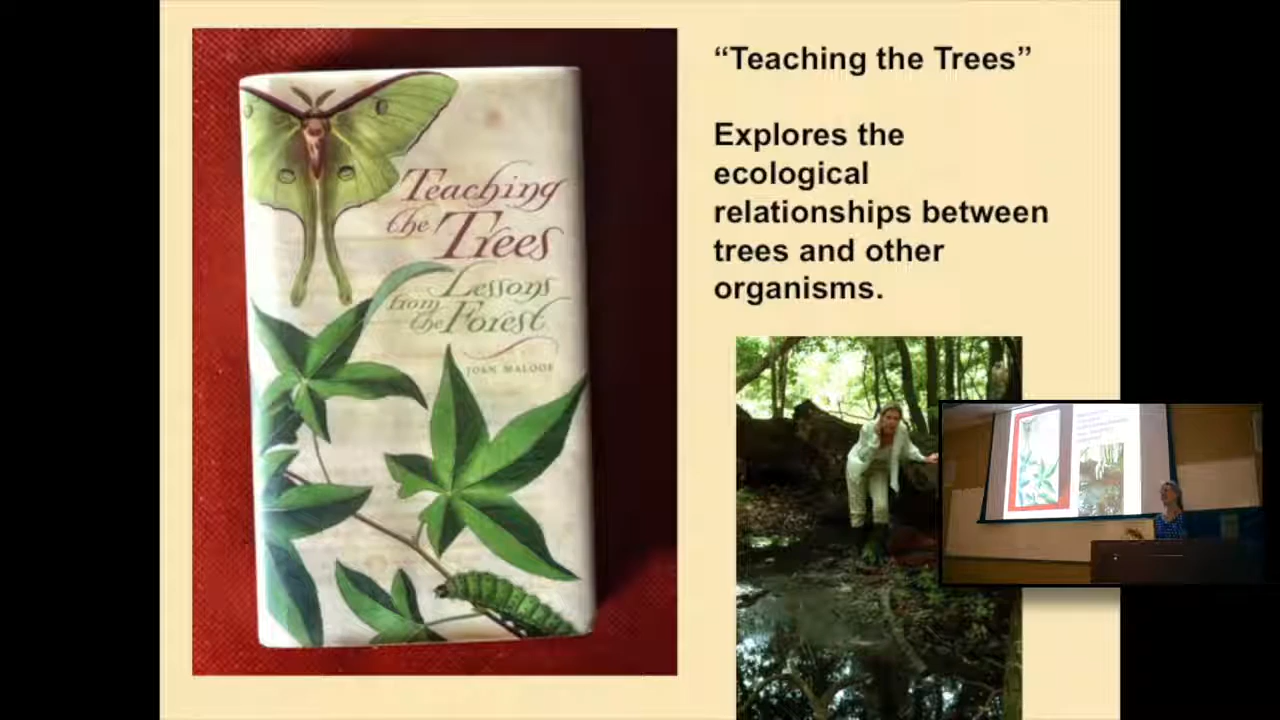 “Teaching the Trees”
Explores the
ecological
relationships between
trees and other
organisms.
Teaching
the Trees
Lessons
from
the Forest
JOAN MALOOF